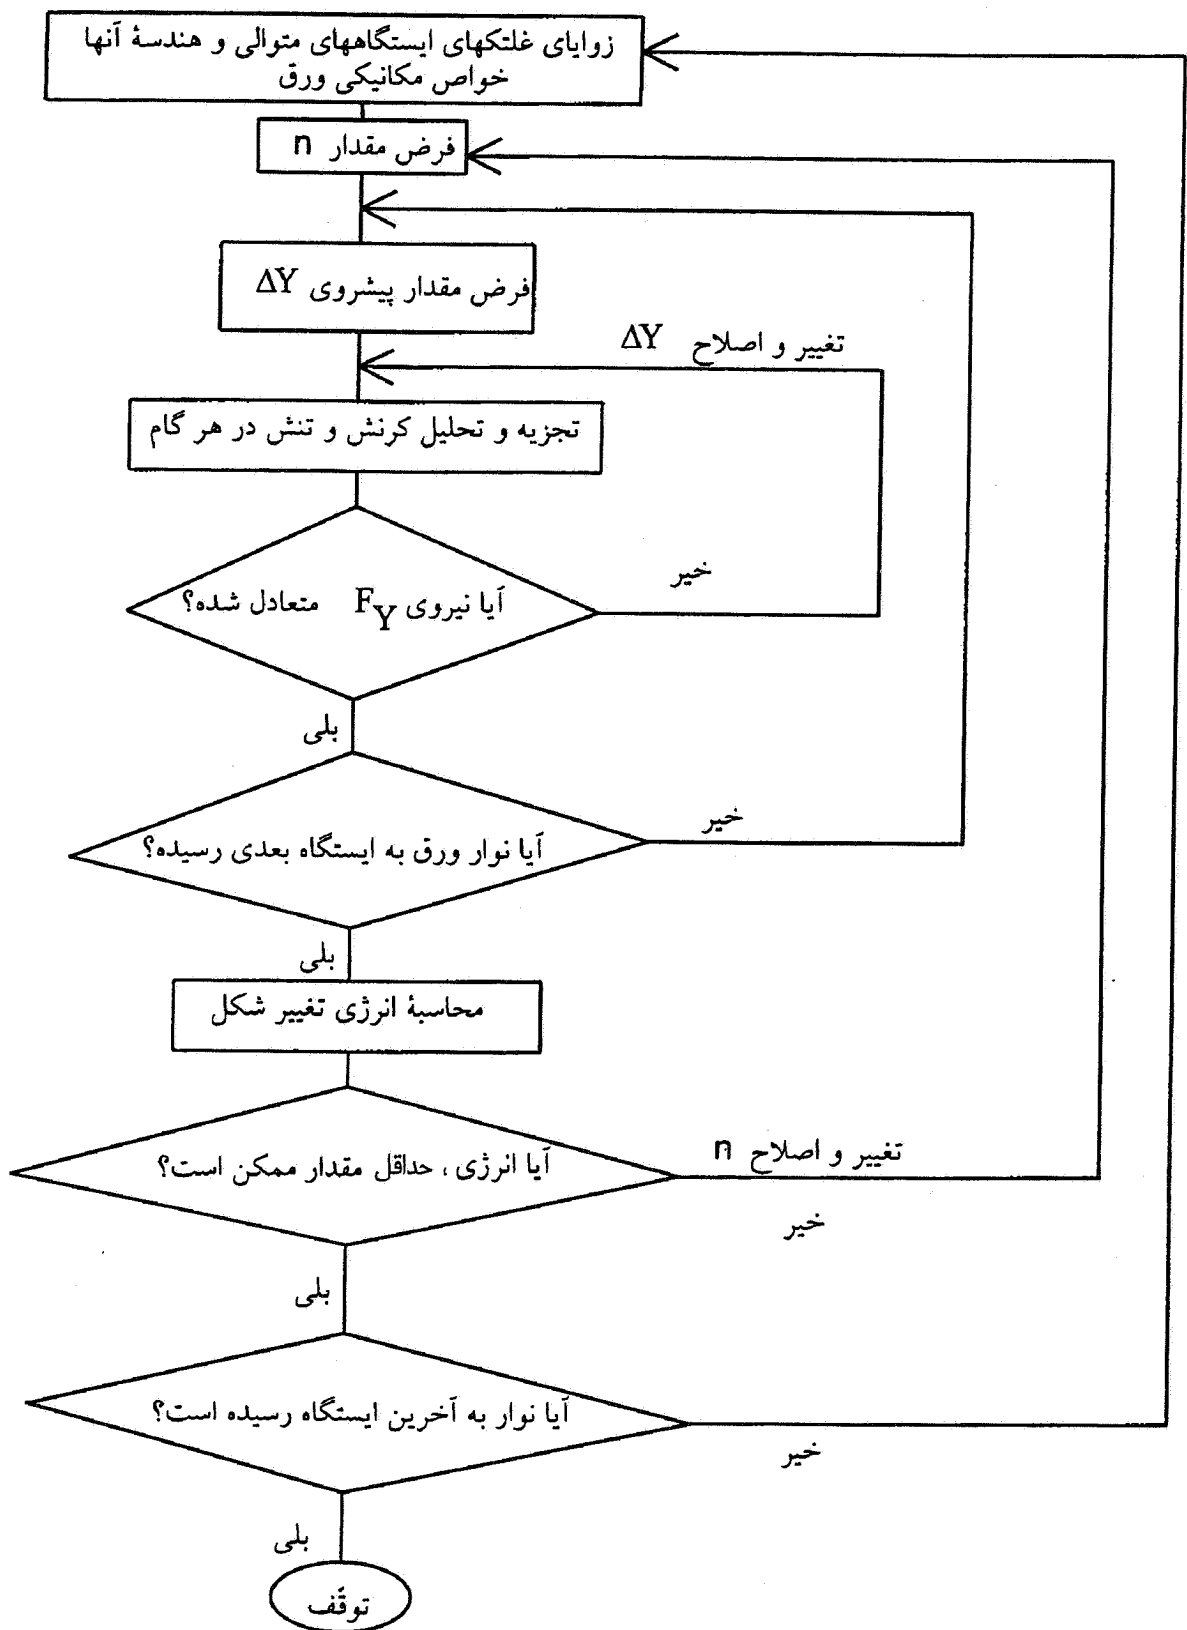 زوایای غلتکهای ایستگاههای متوالی و هندسهٔ آنها
خواص مکانیکی ورق
فرض مقدار n
فرض مقدار پیشروی ΔY
تغییر و اصلاح ΔY
تجزیه و تحلیل کرنش و تنش در هر گام
خیر
آیا نیروی FY متعادل شده؟
بلی
خیر
آیا نوار ورق به ایستگاه بعدی رسیده؟
بلی
محاسبهٔ انرژی تغییر شکل
تغییر و اصلاح n
آیا انرژی، حداقل مقدار ممکن است؟
خیر
بلی
آیا نوار به آخرین ایستگاه رسیده است؟
خیر
بلی
توقّف